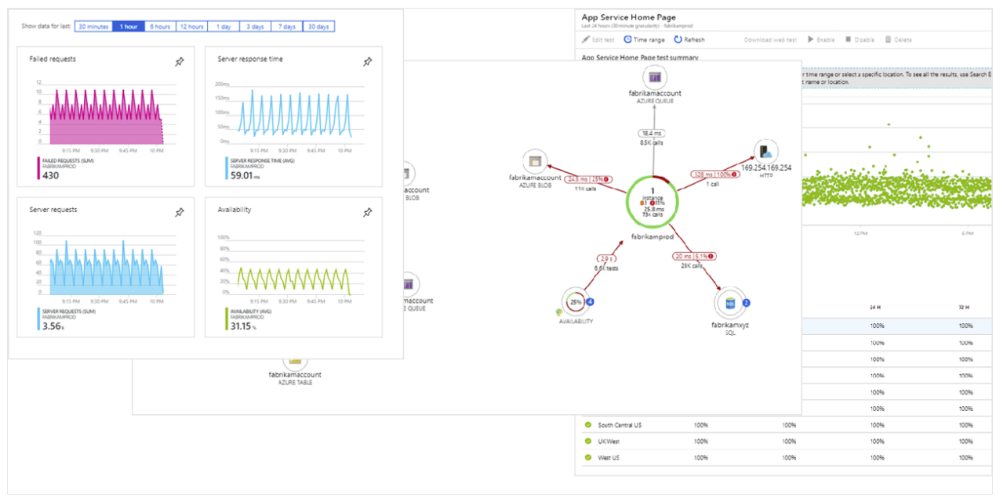 Show data for last: 30 minutes 1 hour 6 hours 12 hours 1 day 3 days 7 days 30 days
Failed requests
12
10
8
6
4
2
0
9:15 PM 9:30 PM 9:45 PM 10 PM
FAILED REQUESTS (SUM)
FABRIKAMPROD
430
Server response time
200ms
150ms
100ms
50ms
0ms
9:15 PM 9:30 PM 9:45 PM 10 PM
SERVER RESPONSE TIME (AVG)
FABRIKAMPROD
59.01 ms
Server requests
120
100
80
60
40
20
0
9:15 PM 9:30 PM 9:45 PM 10 PM
SERVER REQUESTS (SUM)
FABRIKAMPROD
3.56 k
Availability
100%
80%
60%
40%
20%
0%
9:15 PM 9:30 PM 9:45 PM 10 PM
AVAILABILITY (AVG)
FABRIKAMPROD
31.15 %
account
BLOB
account
QUEUE
fabrikamaccount
AZURE TABLE
fabrikamaccount
AZURE QUEUE
18.4 ms
8.5K calls
fabrikamaccount
AZURE BLOB
24.5 ms | 25%
11K calls
169.254.169.254
HTTP
328 ms | 100%
1 call
1
instance
1 11%
25.8 ms
73K calls
fabrikamprod
2.9 s
6.6K tests
25%
4
AVAILABILITY
20 ms | 5.1%
28K calls
SQL
2
fabrikamxyz
SQL
App Service Home Page
Last 24 hours (30 minute granularity) - fabrikamprod
Edit test Time range Refresh Download web test Enable Disable Delete
App Service Home Page test summary
r time range or select a specific location. To see all the results, use Search E
t name or location.
12 PM
6 PM
24 H 72 H
100% 100%
100% 100%
100% 100%
100% 100%
100% 100%
100% 100%
South Central US 100% 100% 100% 100%
UK West 100% 100% 100% 100%
West US 100% 100% 100% 100%